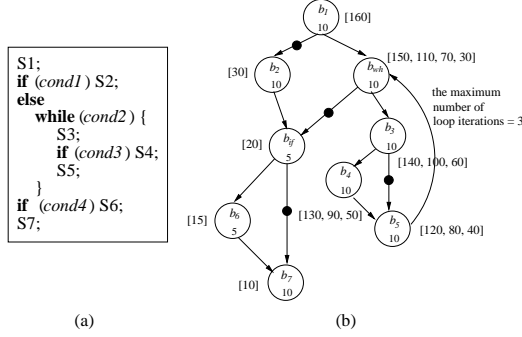 S1;
if (cond1) S2;
else
while (cond2) {
S3;
if (cond3) S4;
S5;
}
if (cond4) S6;
S7;
(a)
b1
10
[160]
b2
10
[30]
bwh
10
[150, 110, 70, 30]
the maximum
number of
loop iterations = 3
bif
5
[20]
b3
10
[140, 100, 60]
b4
10
[130, 90, 50]
b5
10
[120, 80, 40]
b6
5
[15]
b7
10
[10]
(b)